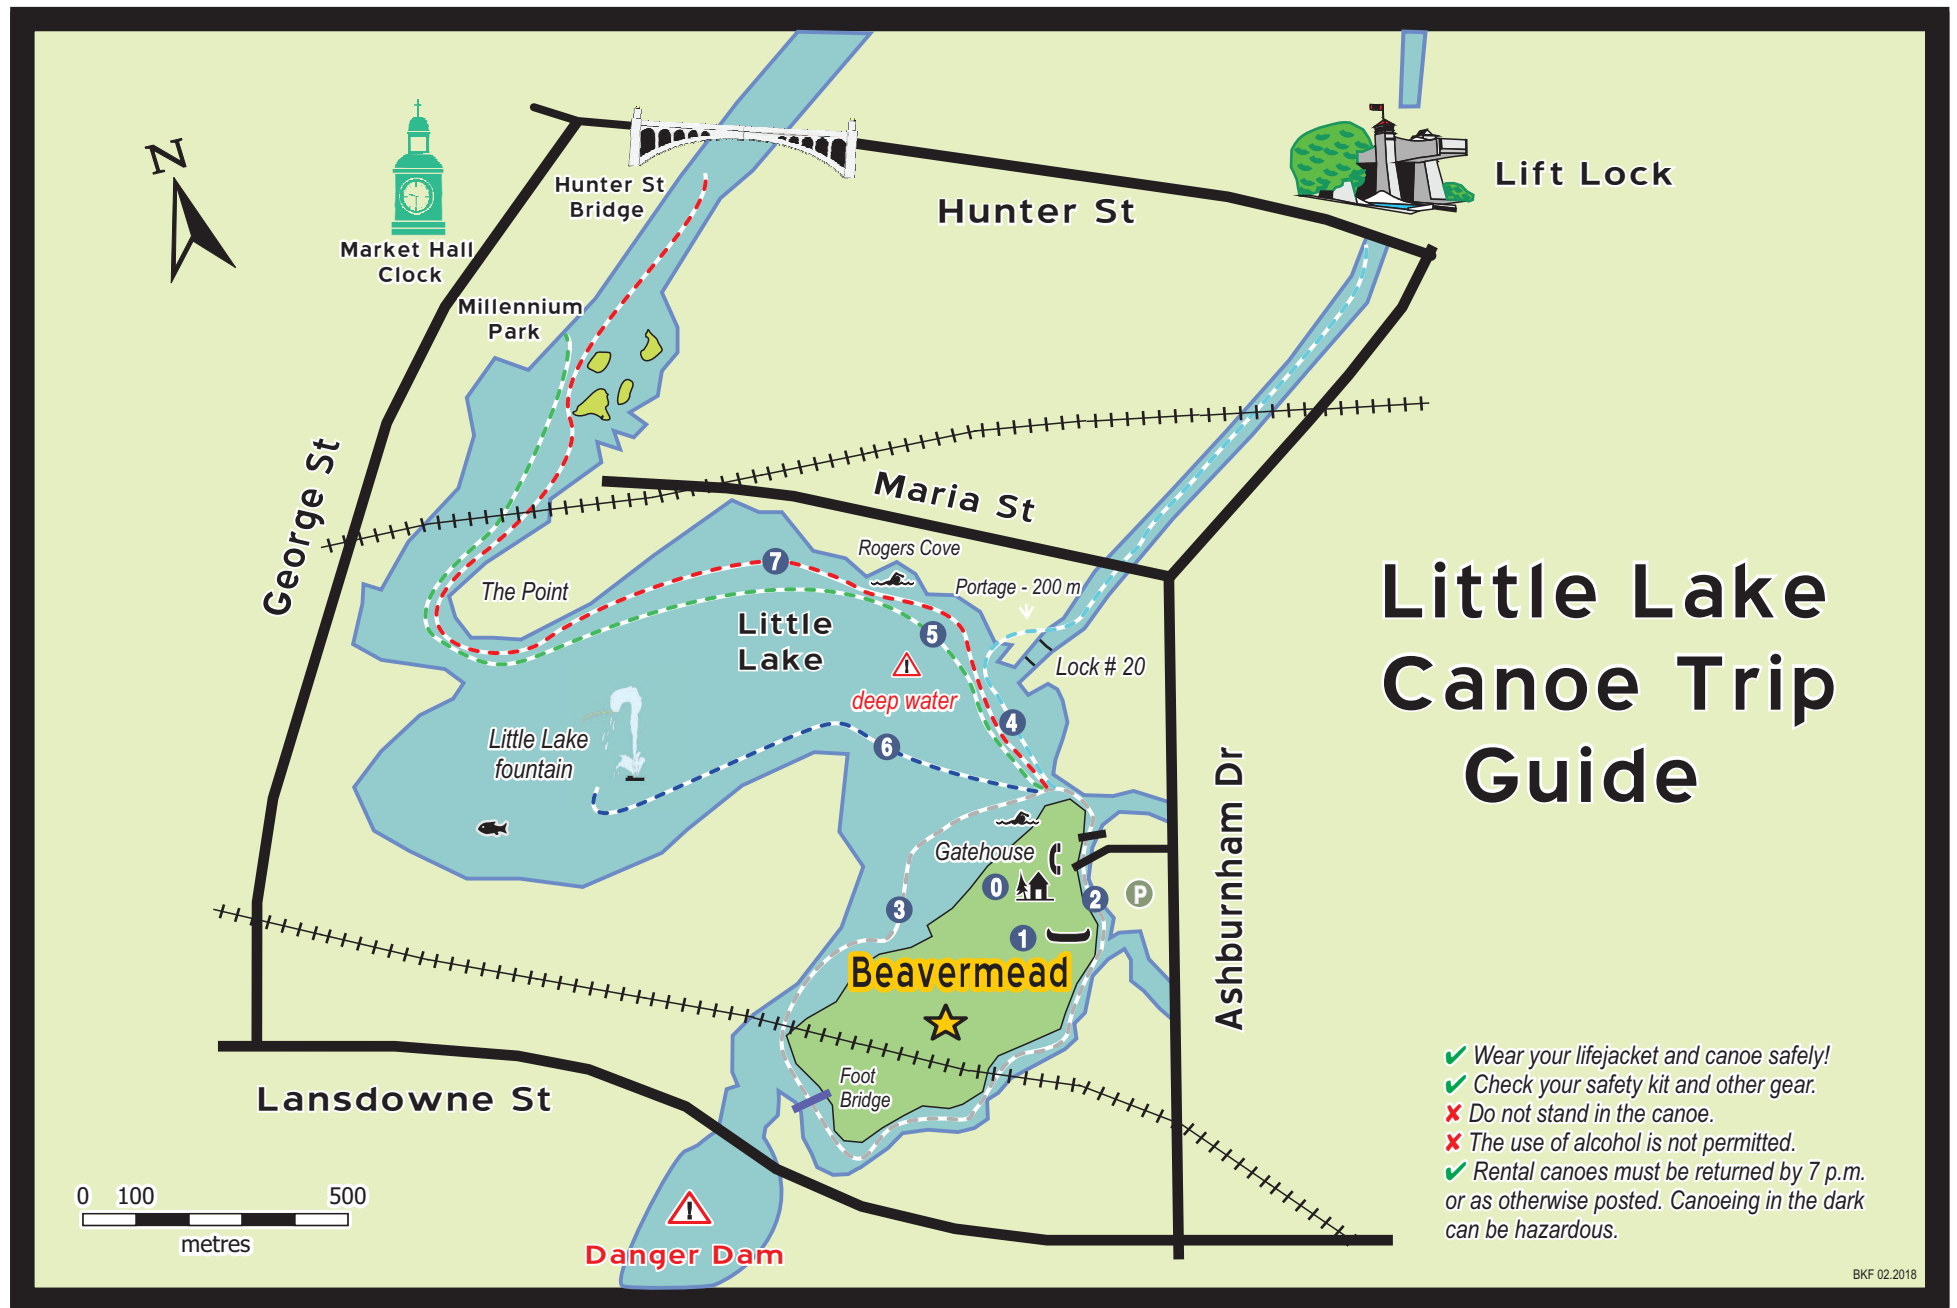 N
Market Hall
Clock
Hunter St
Bridge
Hunter St
Lift Lock
Millennium
Park
George St
Maria St
Rogers Cove
Portage - 200 m
The Point
7
Little
Lake
5
deep water
Lock # 20
4
6
Little Lake
fountain
Little Lake
Canoe Trip
Guide
Ashburnham Dr
Gatehouse
0
2
P
3
1
Beavermead
Foot
Bridge
Lansdowne St
Danger Dam
0 100 500
metres
✔ Wear your lifejacket and canoe safely!
✔ Check your safety kit and other gear.
✘ Do not stand in the canoe.
✘ The use of alcohol is not permitted.
✔ Rental canoes must be returned by 7 p.m.
or as otherwise posted. Canoeing in the dark
can be hazardous.
BKF 02.2018